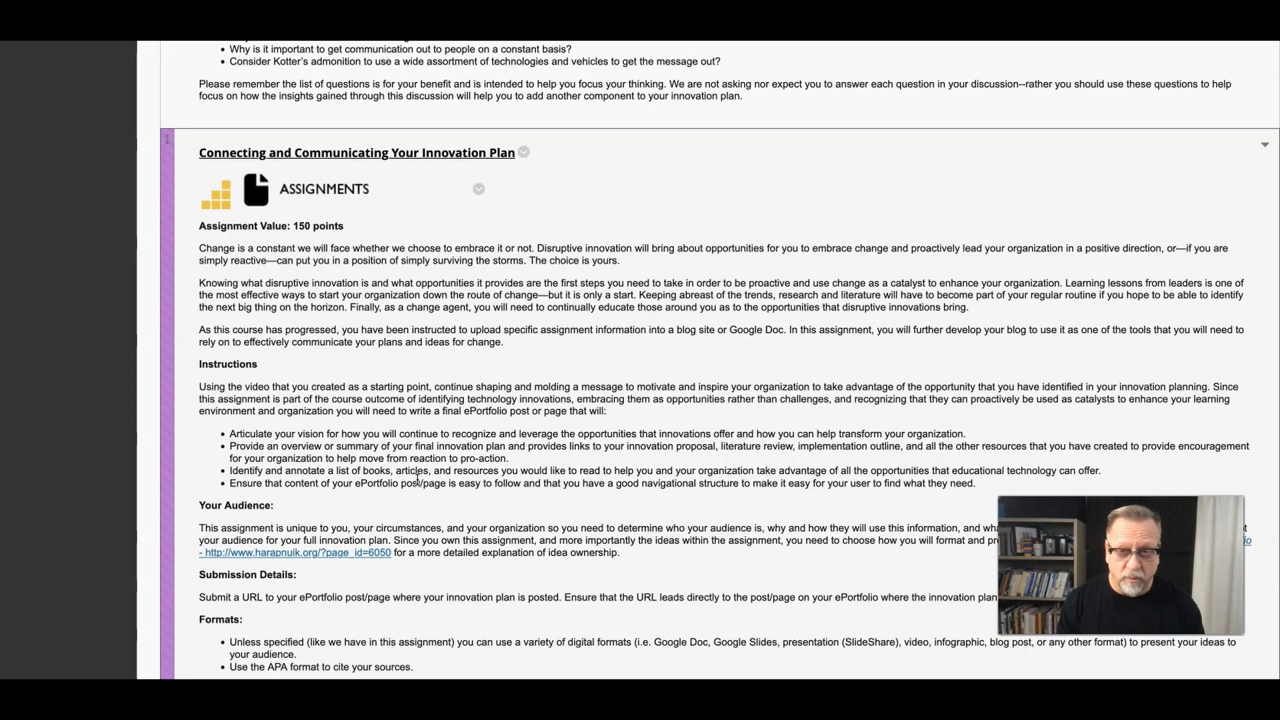 • Why is it important to get communication out to people on a constant basis?
• Consider Kotter's admonition to use a wide assortment of technologies and vehicles to get the message out?
Please remember the list of questions is for your benefit and is intended to help you focus your thinking. We are not asking nor expect you to answer each question in your discussion--rather you should use these questions to help
focus on how the insights gained through this discussion will help you to add another component to your innovation plan.
Connecting and Communicating Your Innovation Plan
ASSIGNMENTS
Assignment Value: 150 points
Change is a constant we will face whether we choose to embrace it or not. Disruptive innovation will bring about opportunities for you to embrace change and proactively lead your organization in a positive direction, or—if you are
simply reactive—can put you in a position of simply surviving the storms. The choice is yours.
Knowing what disruptive innovation is and what opportunities it provides are the first steps you need to take in order to be proactive and use change as a catalyst to enhance your organization. Learning lessons from leaders is one of
the most effective ways to start your organization down the route of change—but it is only a start. Keeping abreast of the trends, research and literature will have to become part of your regular routine if you hope to be able to identify
the next big thing on the horizon. Finally, as a change agent, you will need to continually educate those around you as to the opportunities that disruptive innovations bring.
As this course has progressed, you have been instructed to upload specific assignment information into a blog site or Google Doc. In this assignment, you will further develop your blog to use it as one of the tools that you will need to
rely on to effectively communicate your plans and ideas for change.
Instructions
Using the video that you created as a starting point, continue shaping and molding a message to motivate and inspire your organization to take advantage of the opportunity that you have identified in your innovation planning. Since
this assignment is part of the course outcome of identifying technology innovations, embracing them as opportunities rather than challenges, and recognizing that they can proactively be used as catalysts to enhance your learning
environment and organization you will need to write a final ePortfolio post or page that will:
• Articulate your vision for how you will continue to recognize and leverage the opportunities that innovations offer and how you can help transform your organization.
• Provide an overview or summary of your final innovation plan and provides links to your innovation proposal, literature review, implementation outline, and all the other resources that you have created to provide encouragement
for your organization to help move from reaction to pro-action.
• Identify and annotate a list of books, articles, and resources you would like to read to help you and your organization take advantage of all the opportunities that educational technology can offer.
• Ensure that content of your ePortfolio post/page is easy to follow and that you have a good navigational structure to make it easy for your user to find what they need.
Your Audience:
This assignment is unique to you, your circumstances, and your organization so you need to determine who your audience is, why and how they will use this information, and
your audience for your full innovation plan. Since you own this assignment, and more importantly the ideas within the assignment, you need to choose how you will format and
- http://www.harapnuik.org/?page_id=6050 for a more detailed explanation of idea ownership.
Submission Details:
Submit a URL to your ePortfolio post/page where your innovation plan is posted. Ensure that the URL leads directly to the post/page on your ePortfolio where the innovation plan
Formats:
• Unless specified (like we have in this assignment) you can use a variety of digital formats (i.e. Google Doc, Google Slides, presentation (SlideShare), video, infographic, blog post, or any other format) to present your ideas to
your audience.
• Use the APA format to cite your sources.